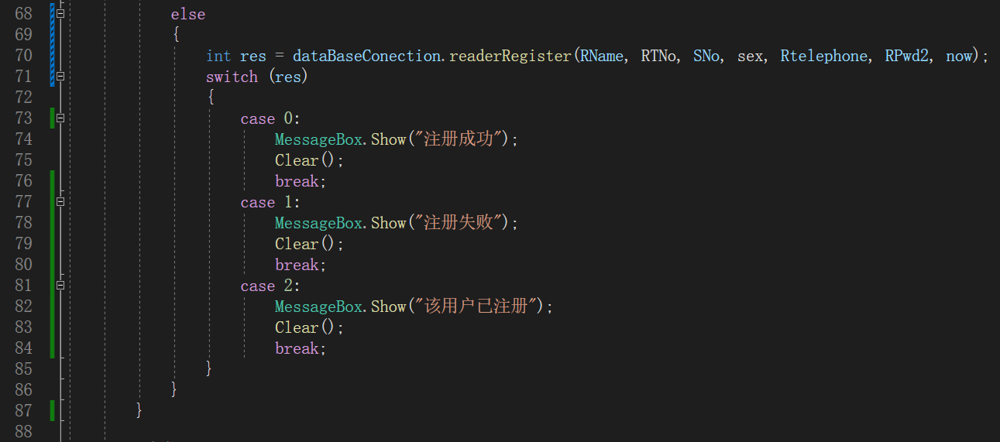 68 else
69 {
70 int res = dataBaseConection.readerRegister(RName, RTNo, SNo, sex, Rtelephone, RPwd2, now);
71 switch (res)
72 {
73 case 0:
74 MessageBox.Show("注册成功");
75 Clear();
76 break;
77 case 1:
78 MessageBox.Show("注册失败");
79 Clear();
80 break;
81 case 2:
82 MessageBox.Show("该用户已注册");
83 Clear();
84 break;
85 }
86 }
87 }
88